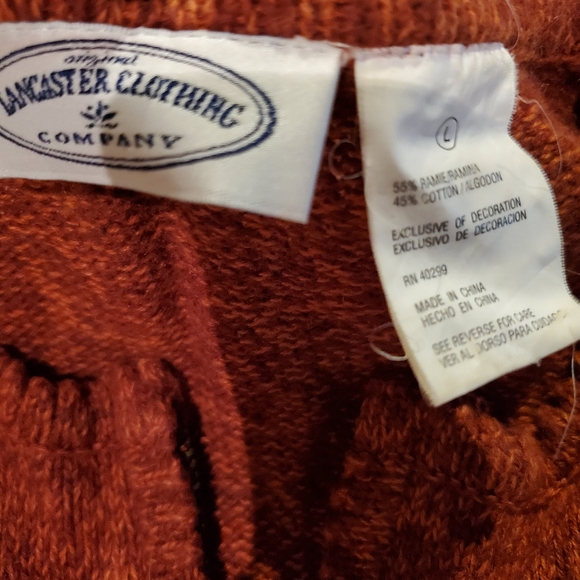 original
LANCASTER CLOTHING
COMPANY
L
55% RAMIE/RAMINA
45% COTTON / ALGODON
EXCLUSIVE OF DECORATION
EXCLUSIVO DE DECORACION
RN 40299
MADE IN CHINA
HECHO EN CHINA
SEE REVERSE FOR CARE
VER AL DORSO PARA CUIDADO